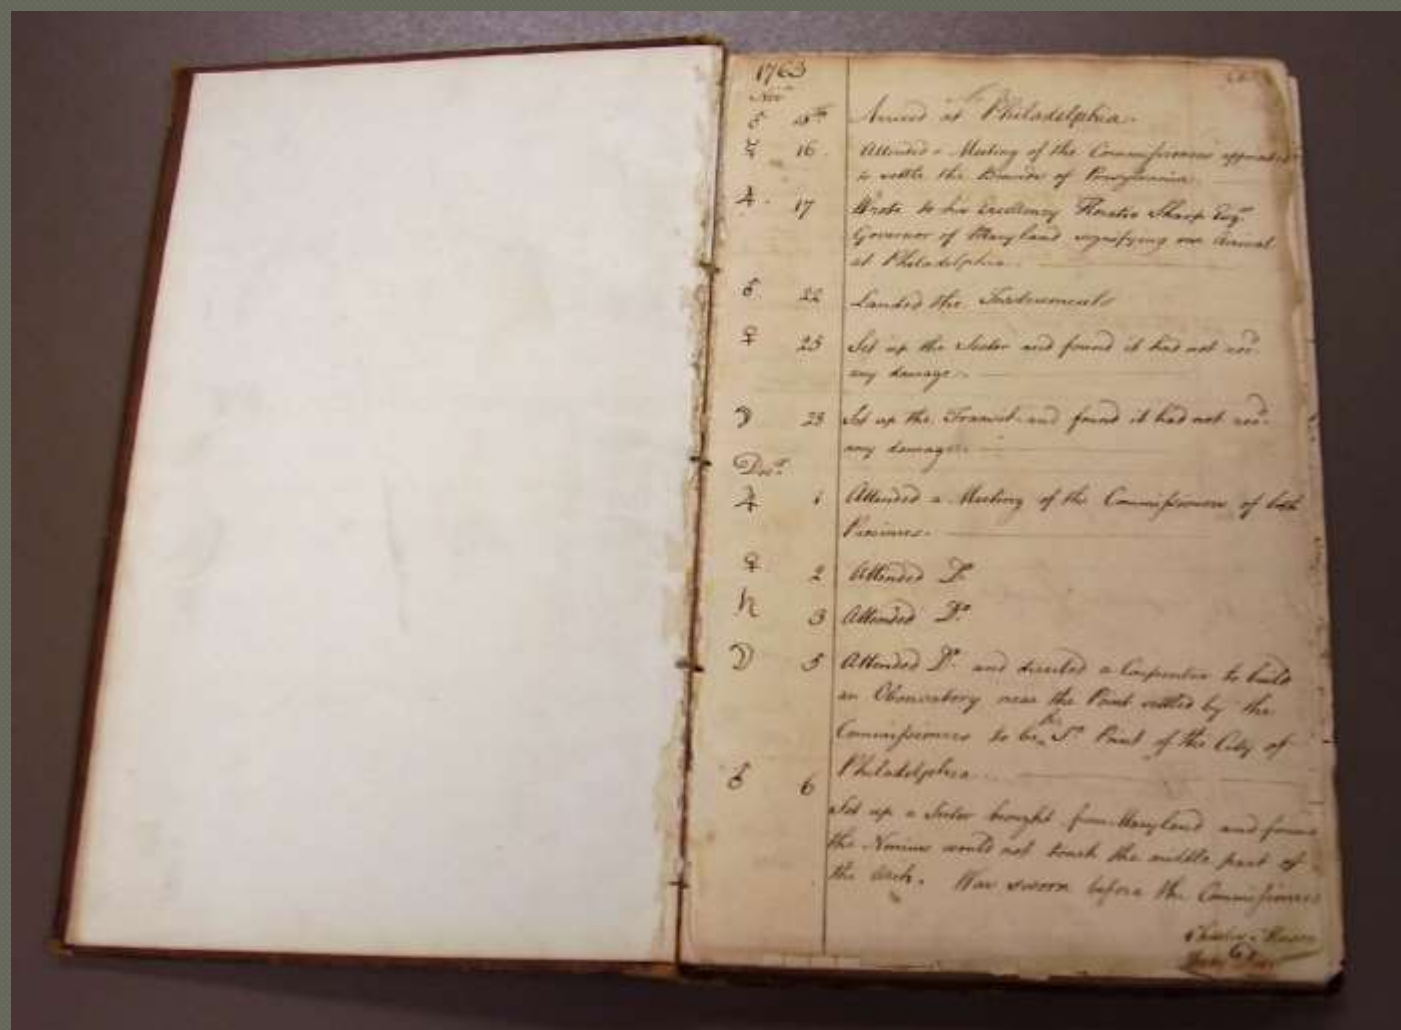 1763
Nov.r
♂ 15th Arrived at Philadelphia.
☿ 16 Attended a Meeting of the Commissioners appointed
to settle the Bounds of Pennsylvania.
♃ 17 Wrote to his Excellency Horatio Sharp Esq.r
Governor of Maryland signifying our Arrival
at Philadelphia.
♂ 22 Landed the Instruments
♀ 25 Set up the Sector and found it had not rec.d
any damage.
☽ 28 Set up the Transit and found it had not rec.d
any damage.
Dec.r
♃ 1 Attended a Meeting of the Commissioners of both
Provinces.
♀ 2 Attended D.o
♄ 3 Attended D.o
☽ 5 Attended D.o and directed a Carpenter to build
an Observatory near the Point settled by the
Commissioners to be the S.o Point of the City of
Philadelphia.
♂ 6
Set up a Sector brought from Maryland and found
the Nonius would not touch the middle part of
the Arch. Was sworn before the Commissioners
Charles Mason